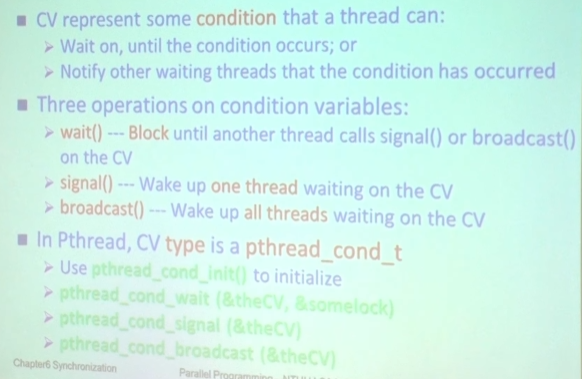 ■ CV represent some condition that a thread can:
➢ Wait on, until the condition occurs; or
➢ Notify other waiting threads that the condition has occurred
■ Three operations on condition variables:
➢ wait() --- Block until another thread calls signal() or broadcast()
on the CV
➢ signal() --- Wake up one thread waiting on the CV
➢ broadcast() --- Wake up all threads waiting on the CV
■ In Pthread, CV type is a pthread_cond_t
➢ Use pthread_cond_init() to initialize
➢ pthread_cond_wait (&theCV, &somelock)
➢ pthread_cond_signal (&theCV)
➢ pthread_cond_broadcast (&theCV)
Chapter6 Synchronization
Parallel Programming